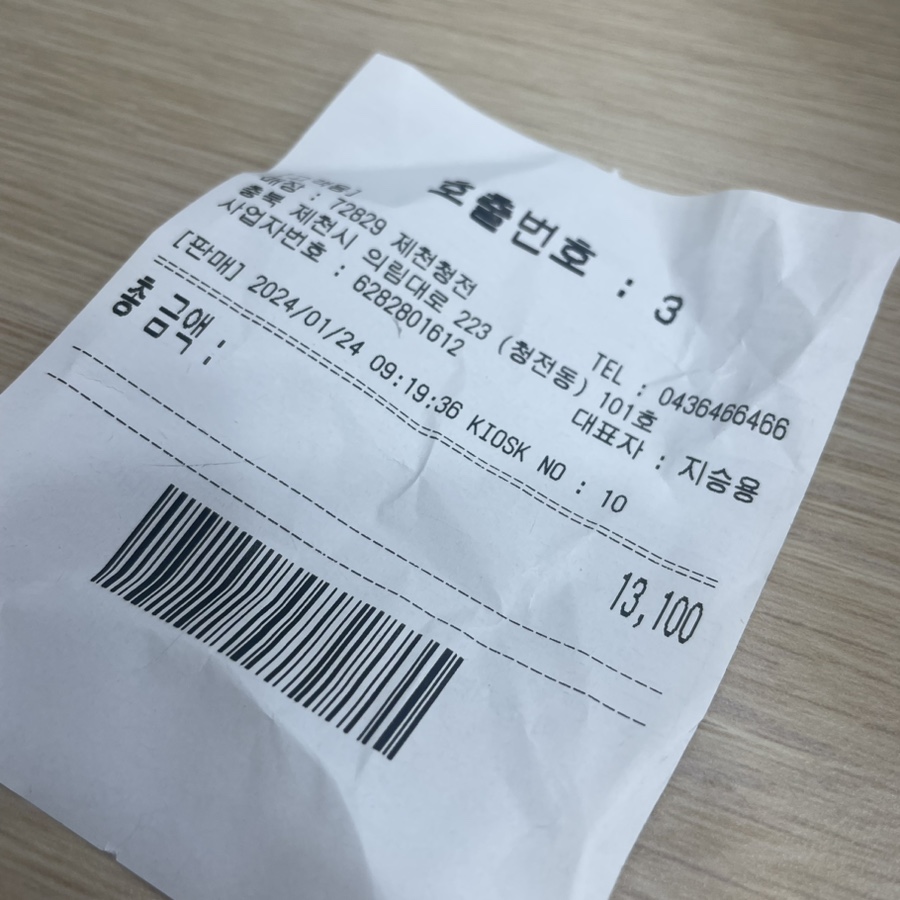 호출번호 : 3
매장 : 72829 제천청전 TEL : 0436466466
충북 제천시 의림대로 223 (청전동) 101호
사업자번호 : 6282801612 대표자 : 지승용
[판매] 2024/01/24 09:19:36 KIOSK NO : 10
총 금액 : 13,100